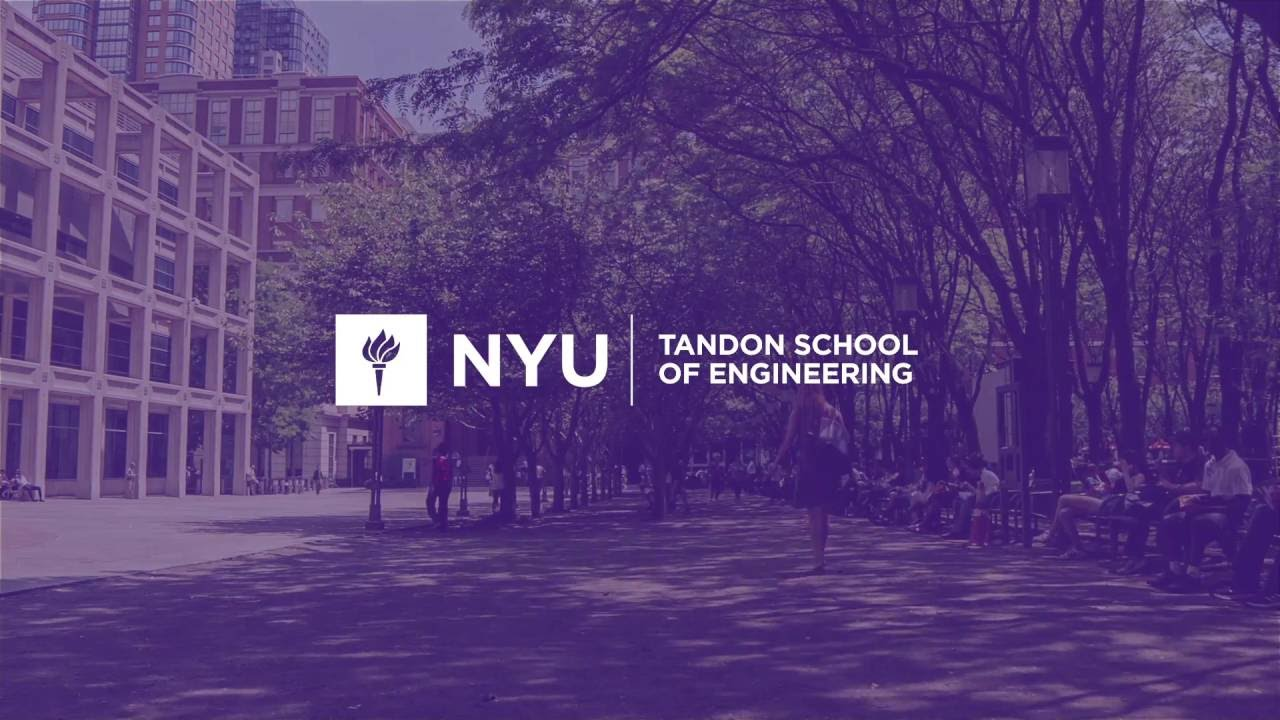 NYU
TANDON SCHOOL
OF ENGINEERING